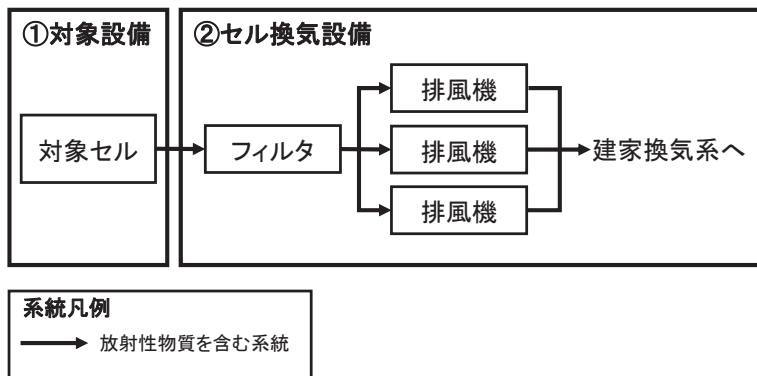 ①対象設備
②セル換気設備
対象セル
フィルタ
排風機
排風機
排風機
建家換気系へ
系統凡例
放射性物質を含む系統